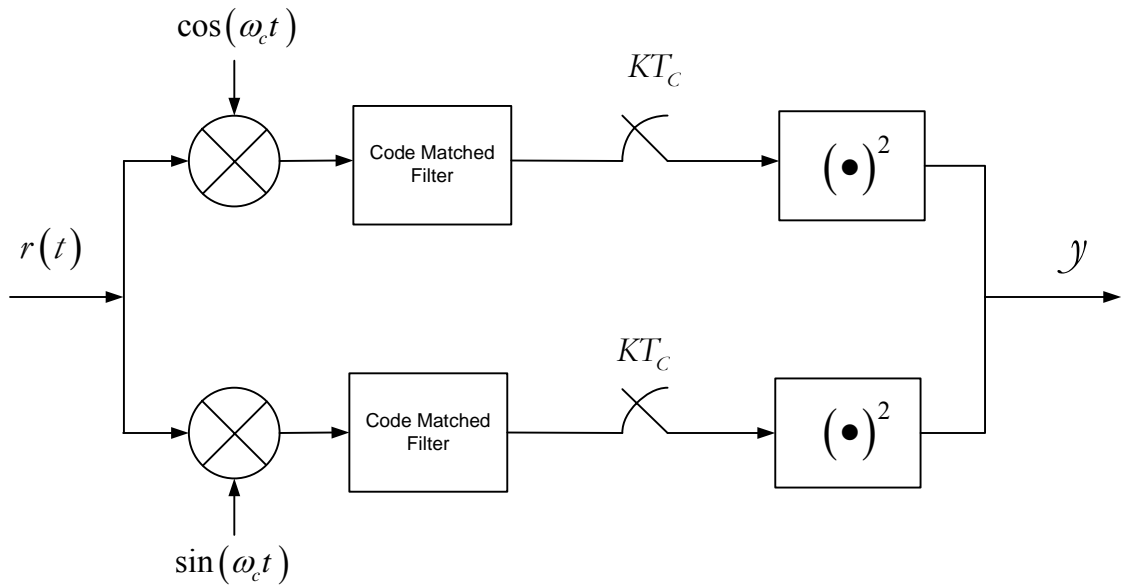 cos(ω_c t)
KT_C
Code Matched
Filter
(●)²
r(t)
y
KT_C
Code Matched
Filter
(●)²
sin(ω_c t)